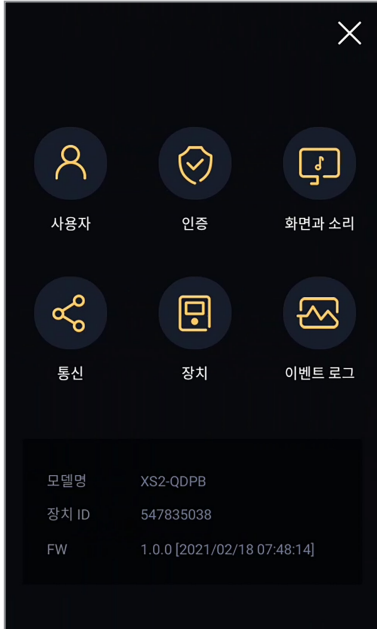 사용자 인증 화면과 소리
통신 장치 이벤트 로그
모델명 XS2-QDPB
장치 ID 547835038
FW 1.0.0 [2021/02/18 07:48:14]